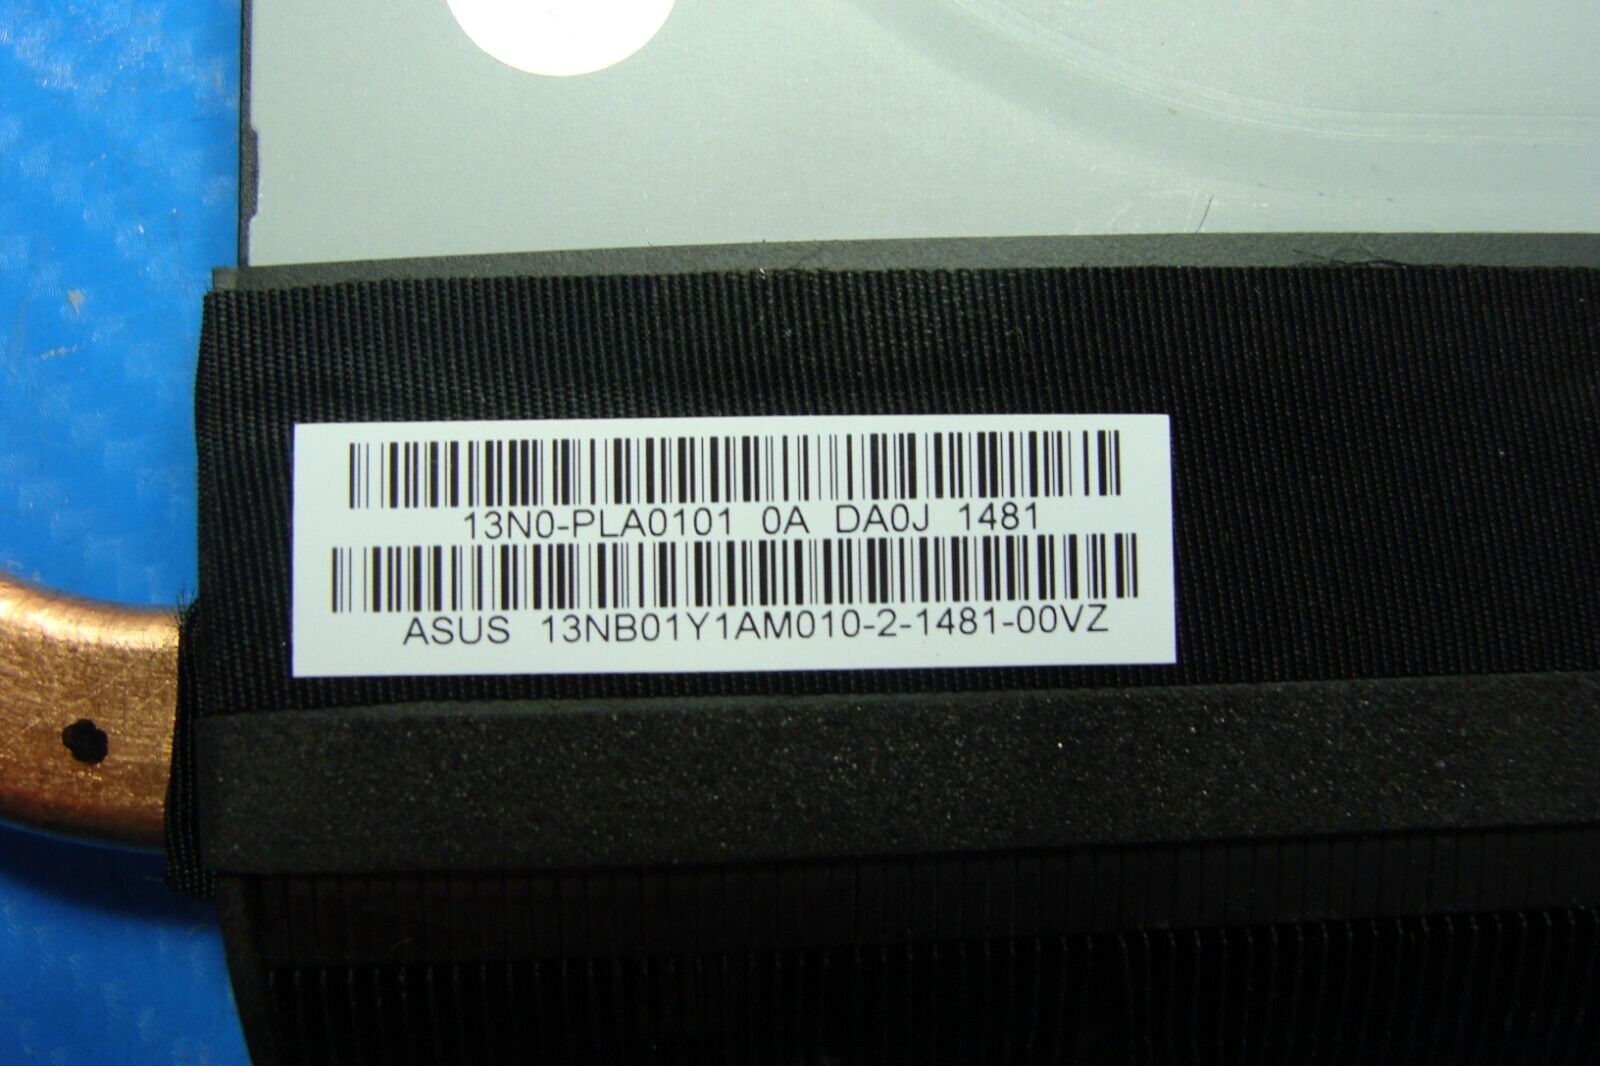 13N0-PLA0101 0A DA0J 1481
ASUS 13NB01Y1AM010-2-1481-00VZ